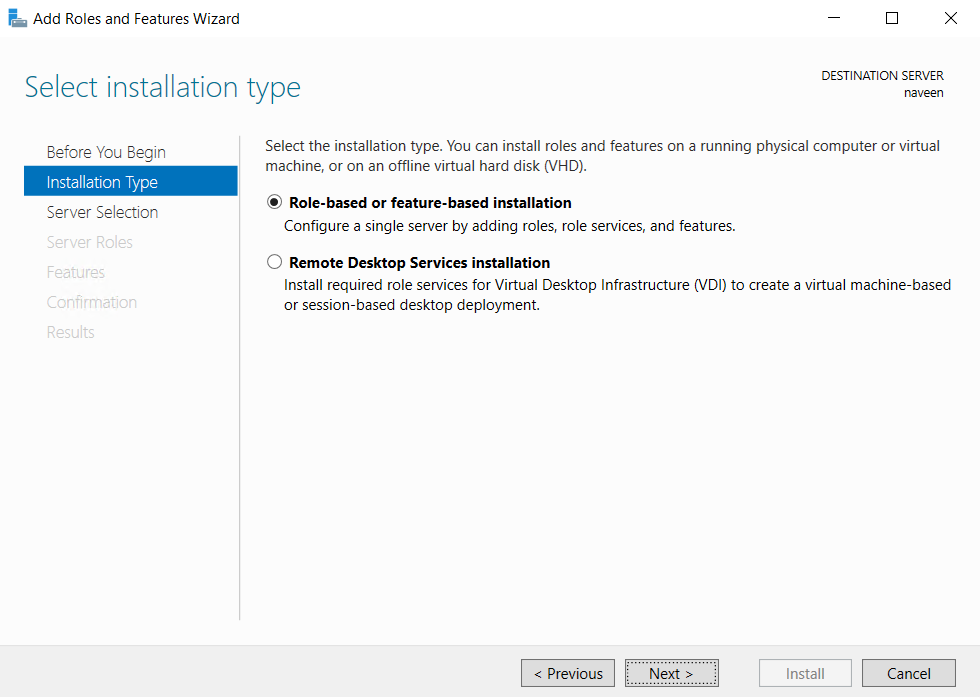 Add Roles and Features Wizard
Select installation type
DESTINATION SERVER
naveen
Before You Begin
Installation Type
Server Selection
Server Roles
Features
Confirmation
Results
Select the installation type. You can install roles and features on a running physical computer or virtual
machine, or on an offline virtual hard disk (VHD).
Role-based or feature-based installation
Configure a single server by adding roles, role services, and features.
Remote Desktop Services installation
Install required role services for Virtual Desktop Infrastructure (VDI) to create a virtual machine-based
or session-based desktop deployment.
< Previous
Next >
Install
Cancel